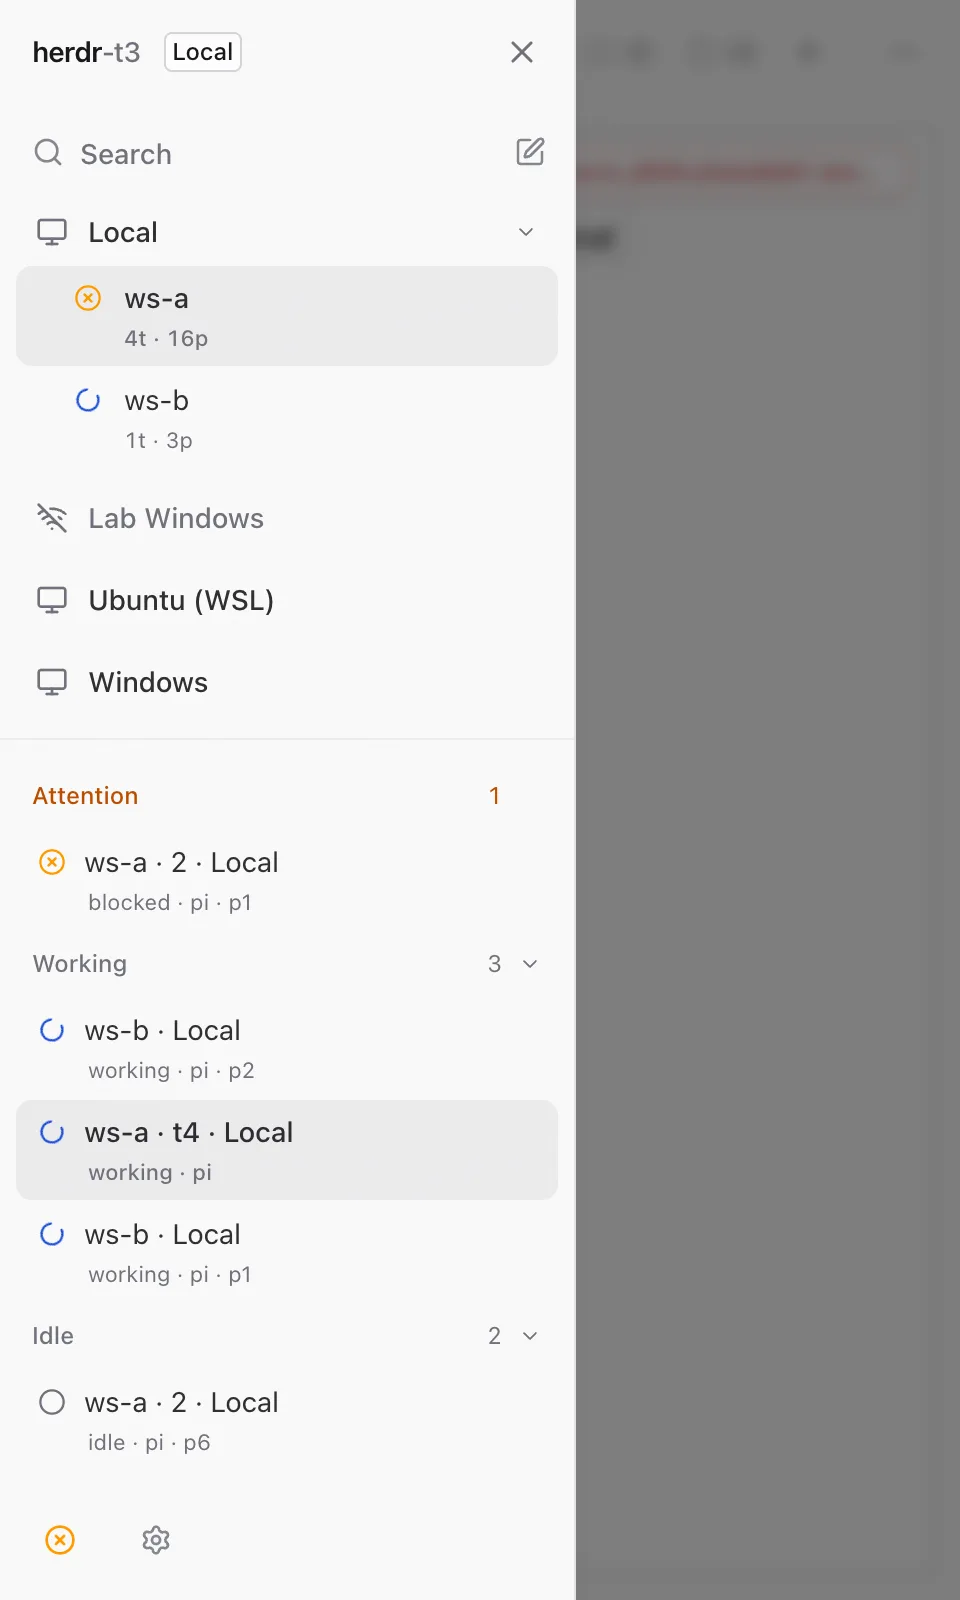 herdr-t3 Local
Search
Local
ws-a
4t · 16p
ws-b
1t · 3p
Lab Windows
Ubuntu (WSL)
Windows
Attention 1
ws-a · 2 · Local
blocked · pi · p1
Working 3
ws-b · Local
working · pi · p2
ws-a · t4 · Local
working · pi
ws-b · Local
working · pi · p1
Idle 2
ws-a · 2 · Local
idle · pi · p6